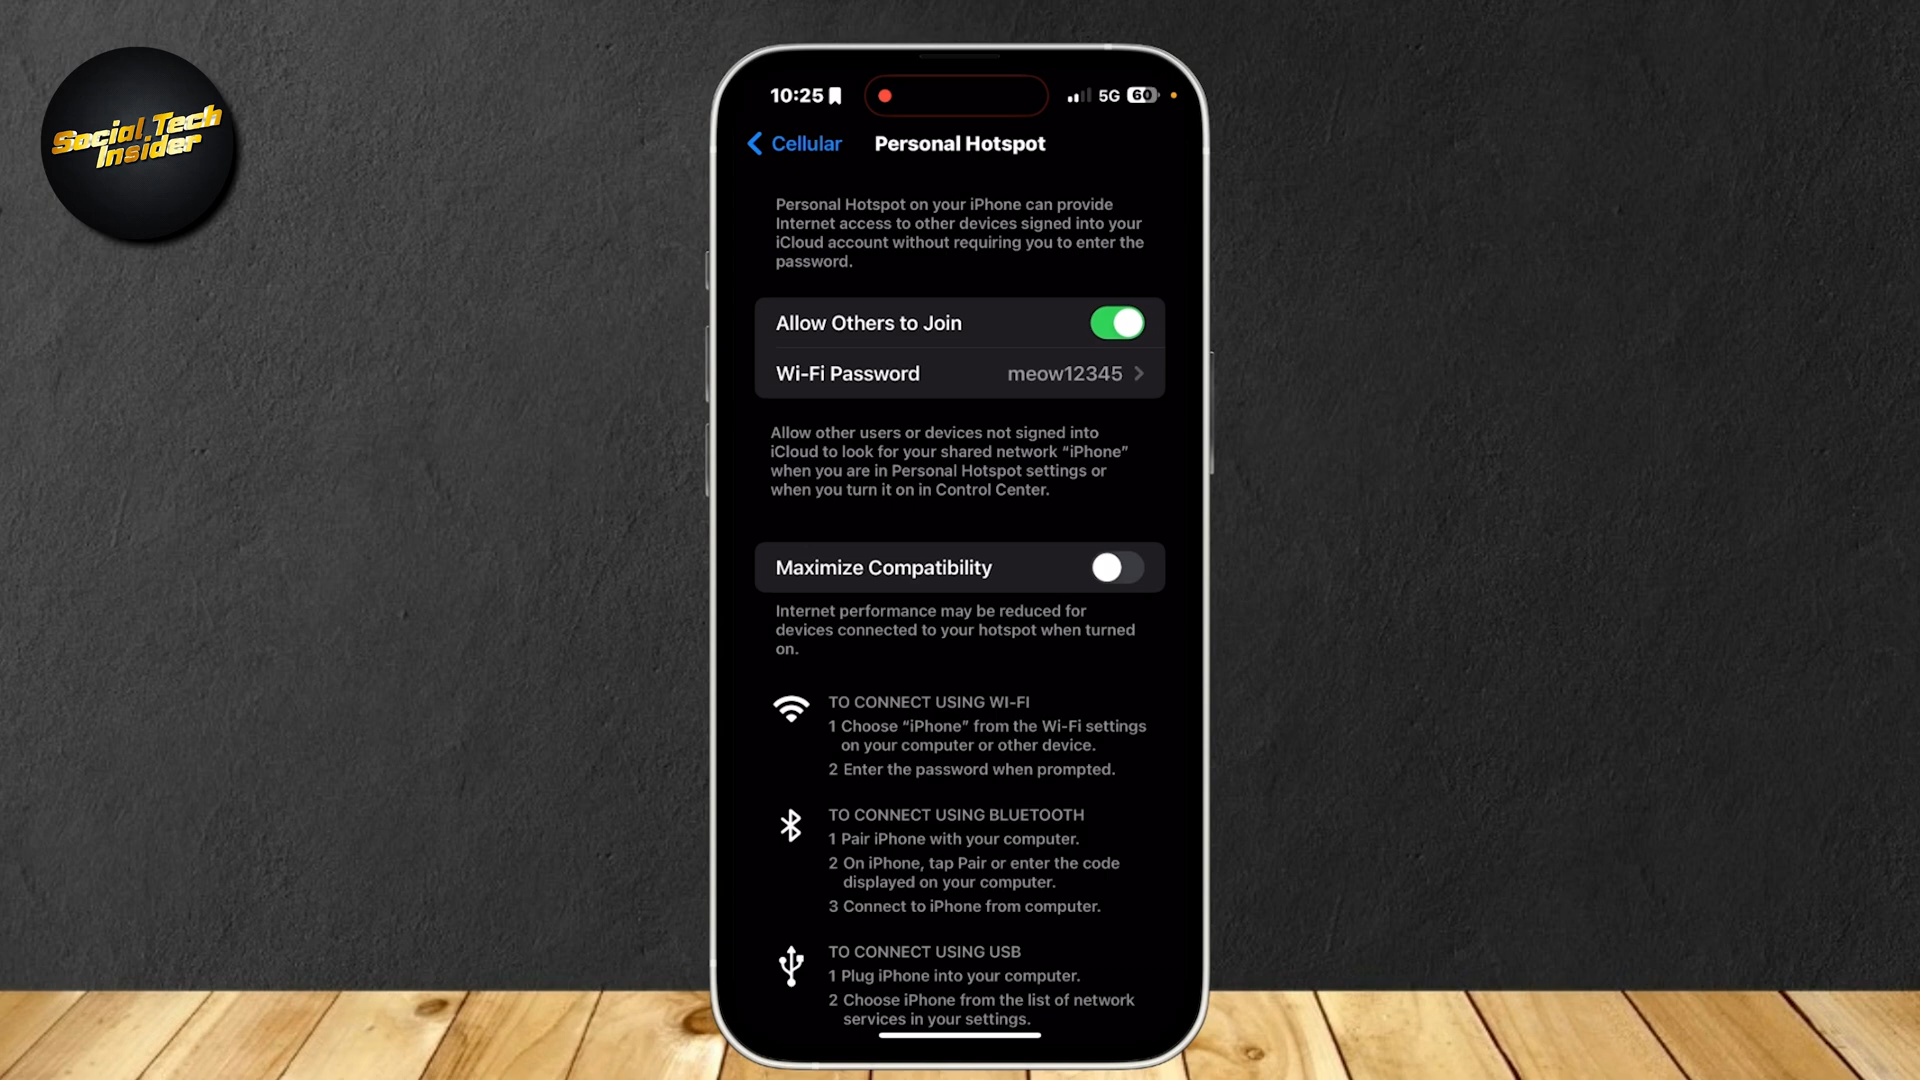 Social Tech
Insider
10:25
5G
60
Cellular
Personal Hotspot
Personal Hotspot on your iPhone can provide
Internet access to other devices signed into your
iCloud account without requiring you to enter the
password.
Allow Others to Join
Wi-Fi Password meow12345
Allow other users or devices not signed into
iCloud to look for your shared network “iPhone”
when you are in Personal Hotspot settings or
when you turn it on in Control Center.
Maximize Compatibility
Internet performance may be reduced for
devices connected to your hotspot when turned
on.
TO CONNECT USING WI-FI
1 Choose “iPhone” from the Wi-Fi settings
on your computer or other device.
2 Enter the password when prompted.
TO CONNECT USING BLUETOOTH
1 Pair iPhone with your computer.
2 On iPhone, tap Pair or enter the code
displayed on your computer.
3 Connect to iPhone from computer.
TO CONNECT USING USB
1 Plug iPhone into your computer.
2 Choose iPhone from the list of network
services in your settings.